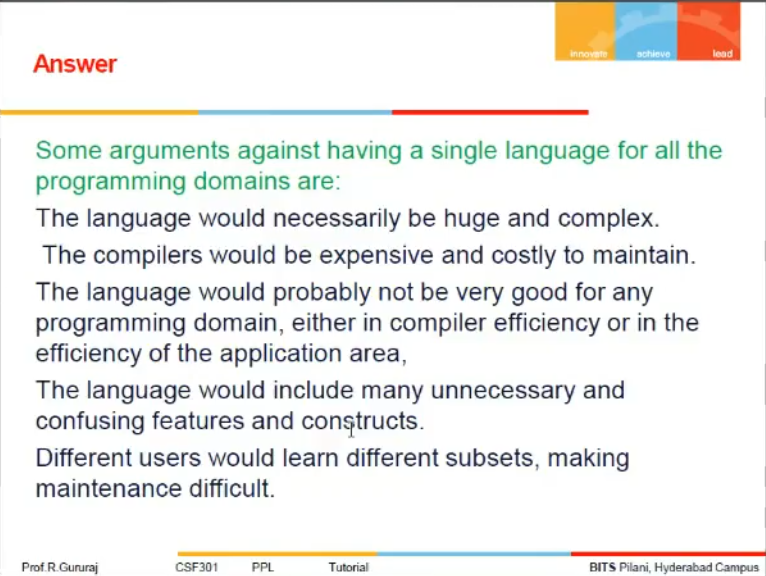 innovate achieve lead
Answer
Some arguments against having a single language for all the
programming domains are:
The language would necessarily be huge and complex.
The compilers would be expensive and costly to maintain.
The language would probably not be very good for any
programming domain, either in compiler efficiency or in the
efficiency of the application area,
The language would include many unnecessary and
confusing features and constructs.
Different users would learn different subsets, making
maintenance difficult.
Prof.R.Gururaj CSF301 PPL Tutorial BITS Pilani, Hyderabad Campus